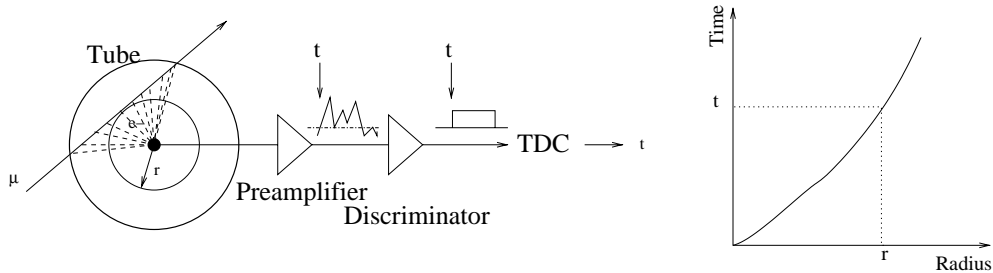 Tube
e
r
μ
t
t
Preamplifier
Discriminator
TDC
t
Time
t
r
Radius